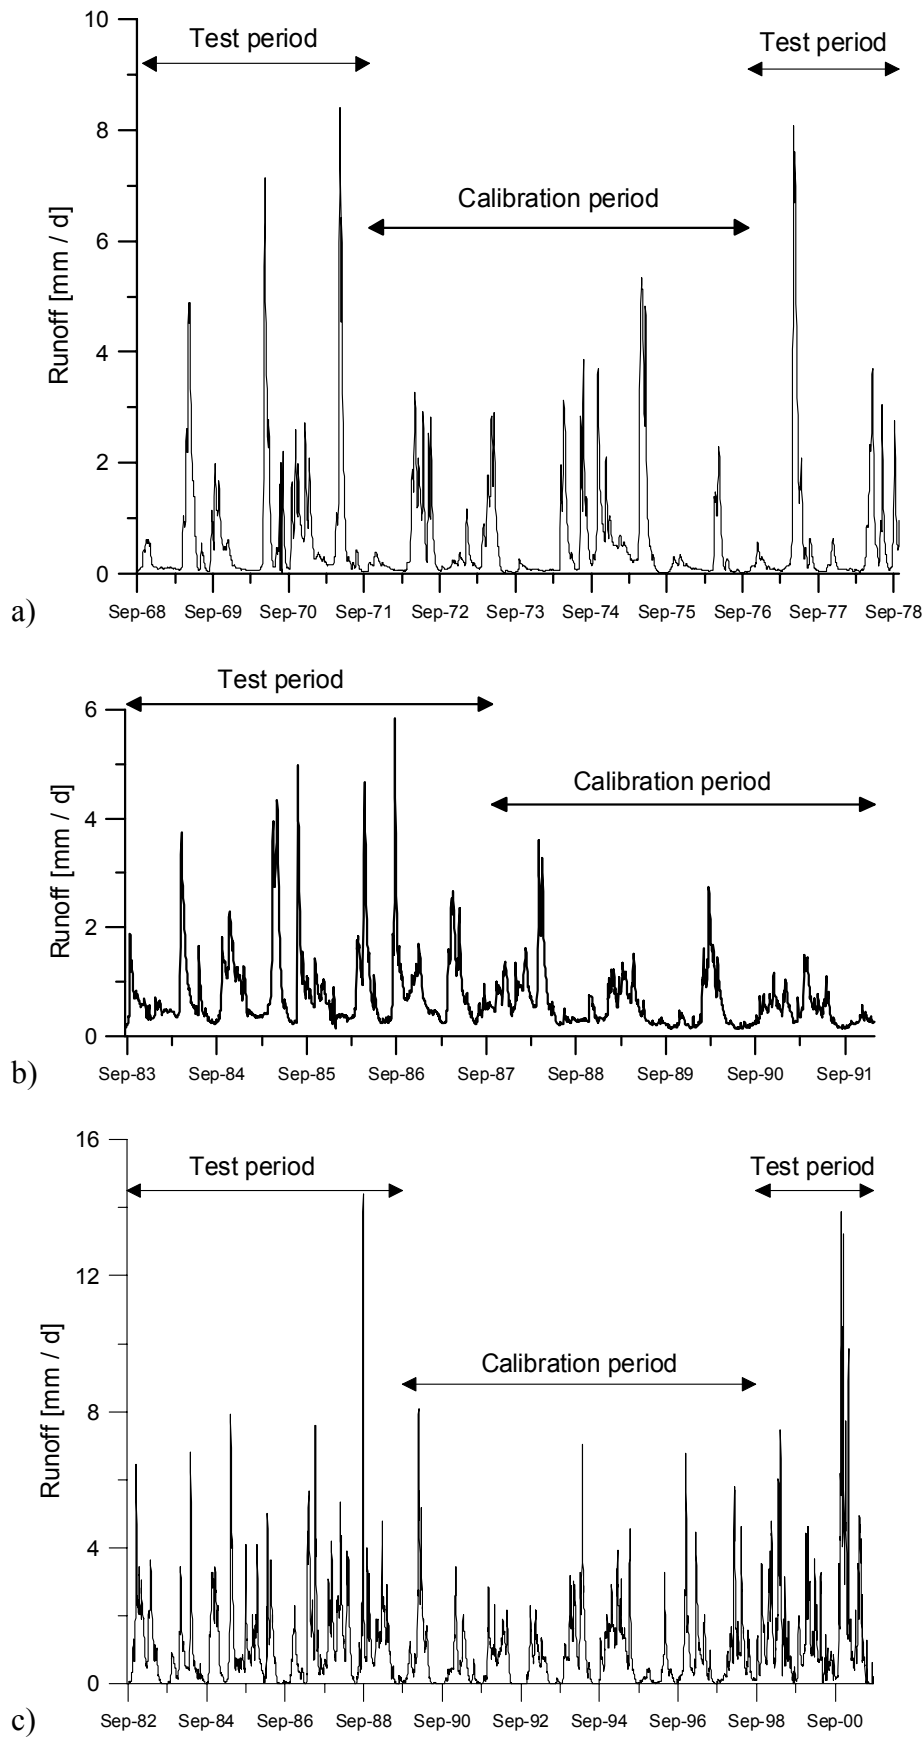 10
Test period
Test period
8
Calibration period
6
Runoff [mm / d]
4
2
0
a)
Sep-68 Sep-69 Sep-70 Sep-71 Sep-72 Sep-73 Sep-74 Sep-75 Sep-76 Sep-77 Sep-78
Test period
6
Calibration period
4
Runoff [mm / d]
2
0
b)
Sep-83 Sep-84 Sep-85 Sep-86 Sep-87 Sep-88 Sep-89 Sep-90 Sep-91
16
Test period
Test period
12
Calibration period
8
Runoff [mm / d]
4
0
c)
Sep-82 Sep-84 Sep-86 Sep-88 Sep-90 Sep-92 Sep-94 Sep-96 Sep-98 Sep-00